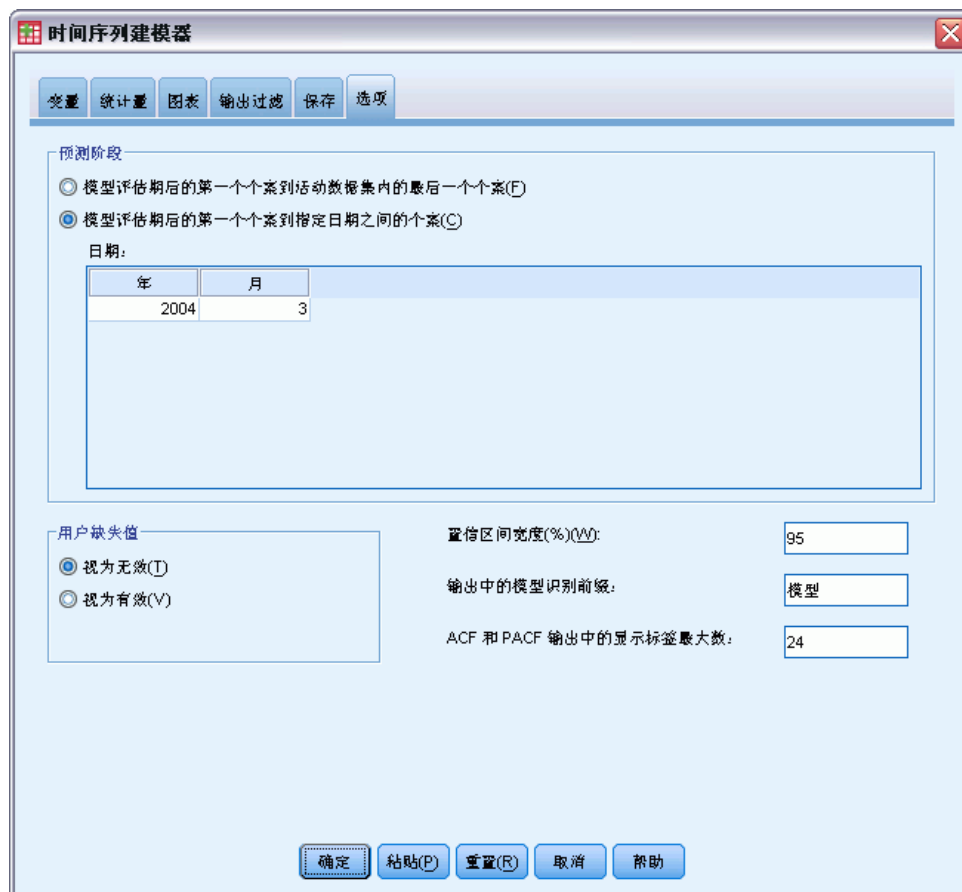 时间序列建模器
变量 统计量 图表 输出过滤 保存 选项
预测阶段
模型评估期后的第一个个案到活动数据集内的最后一个个案(F)
模型评估期后的第一个个案到指定日期之间的个案(C)
日期:
年 月
2004 3
用户缺失值
视为无效(T)
视为有效(V)
置信区间宽度(%)(W):
95
输出中的模型识别前缀:
模型
ACF 和 PACF 输出中的显示标签最大数:
24
确定 粘贴(P) 重置(R) 取消 帮助